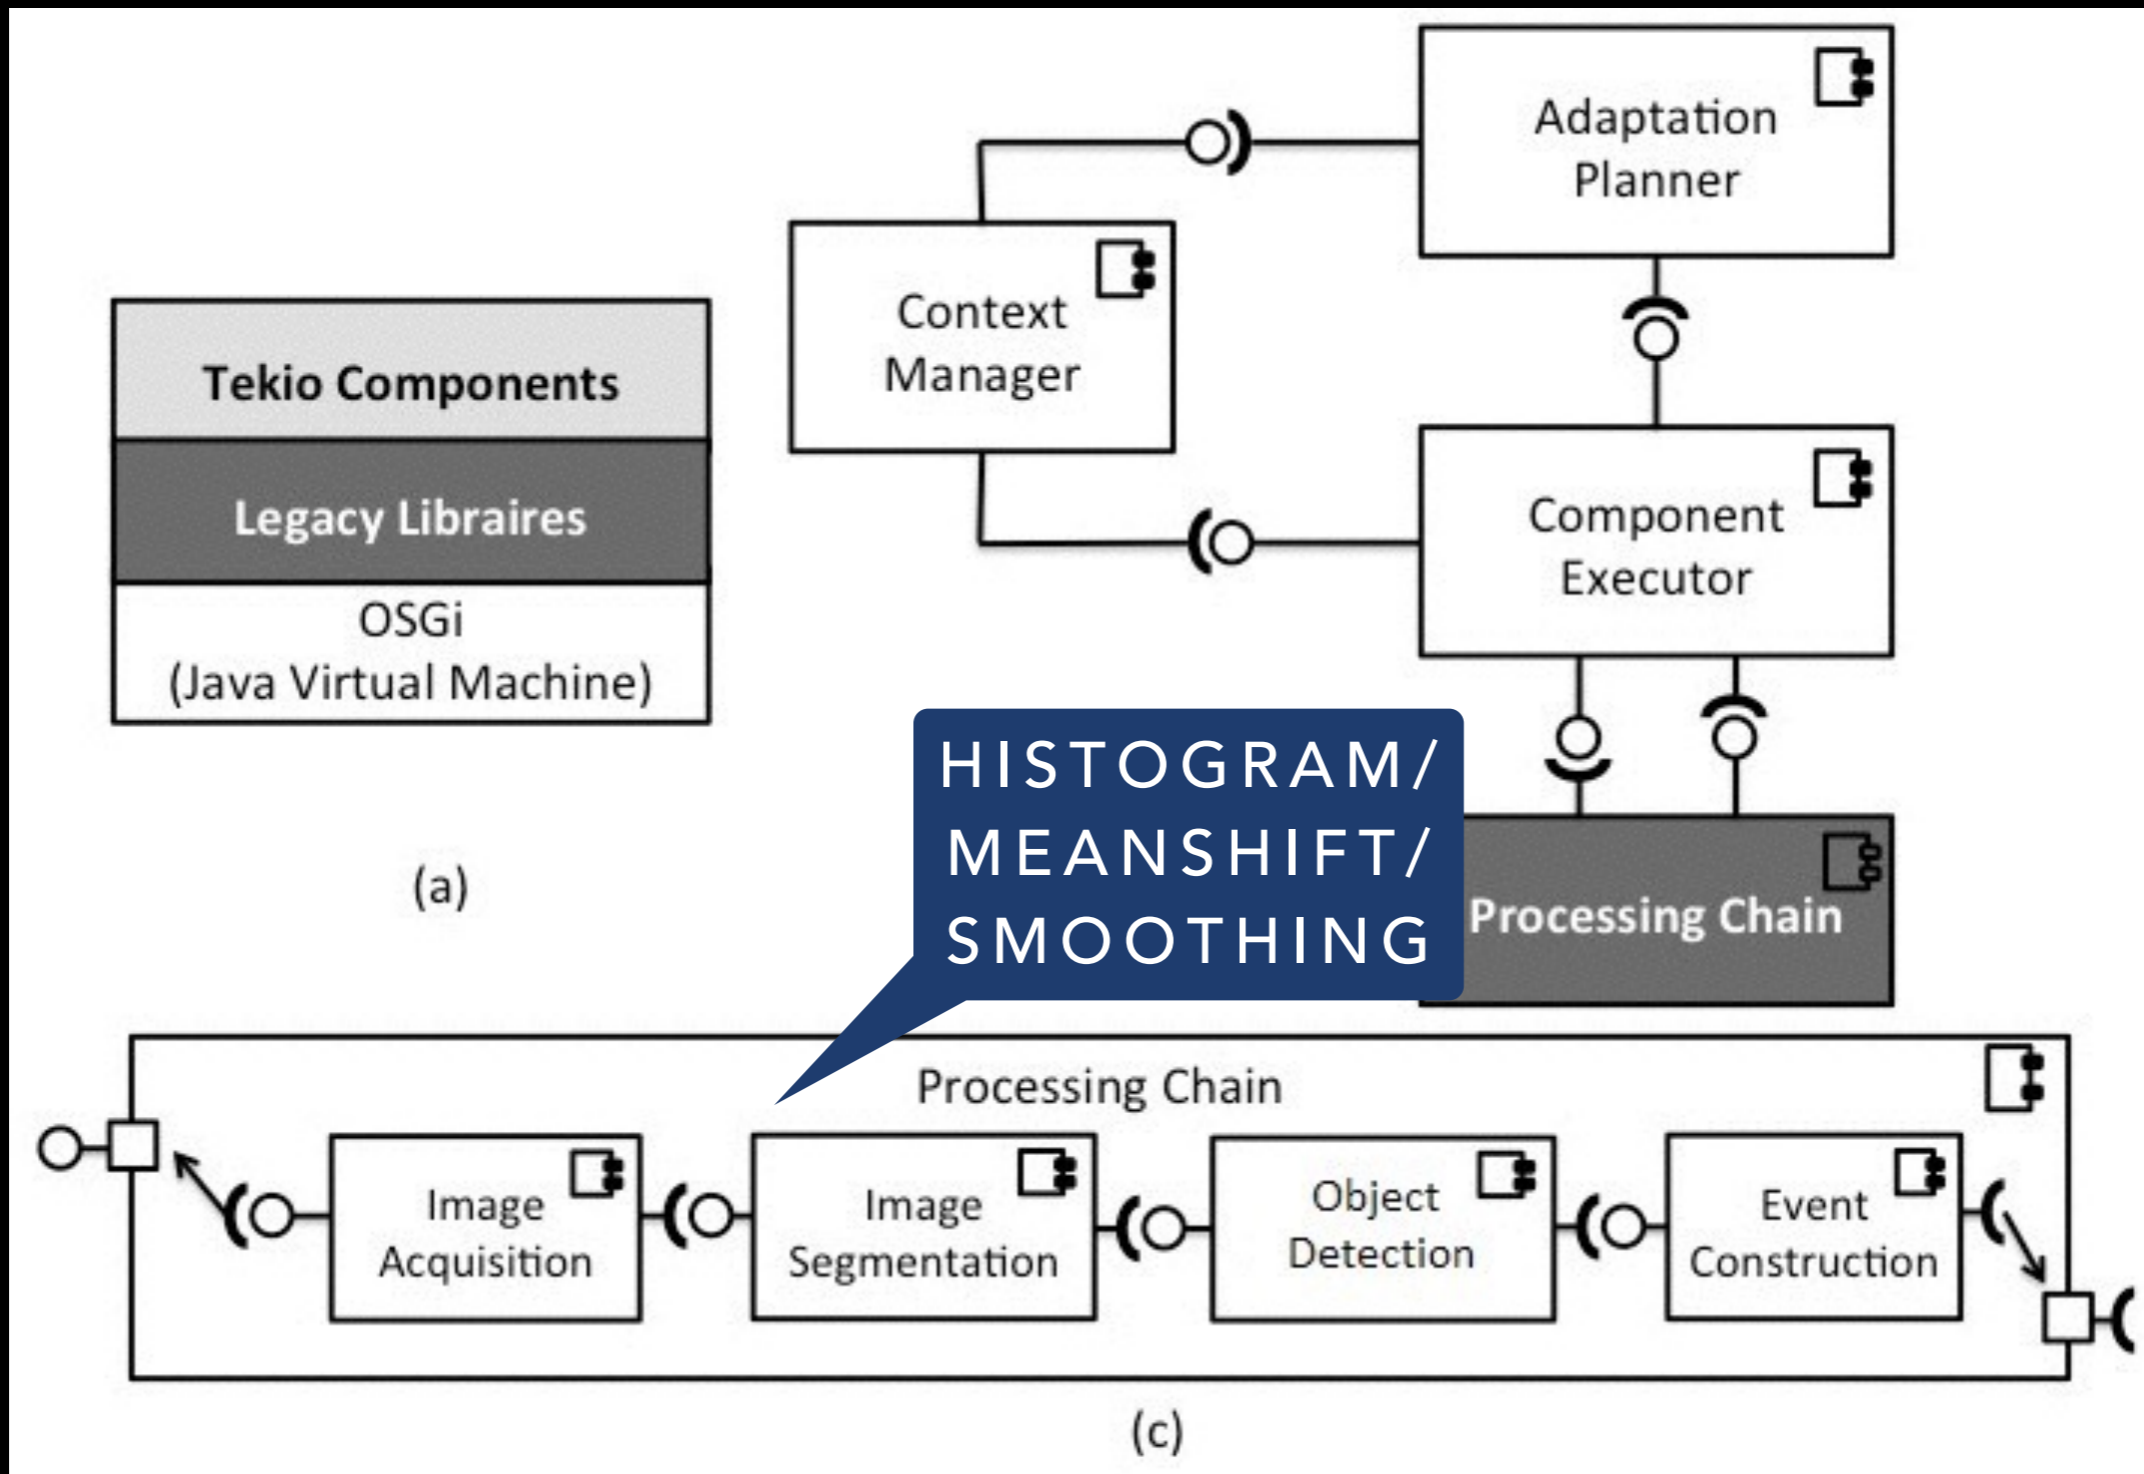 Adaptation
Planner
Context
Manager
Tekio Components
Legacy Libraires
OSGi
(Java Virtual Machine)
(a)
Component
Executor
HISTOGRAM/
MEANSHIFT/
SMOOTHING
Processing Chain
Processing Chain
Image
Acquisition
Image
Segmentation
Object
Detection
Event
Construction
(c)